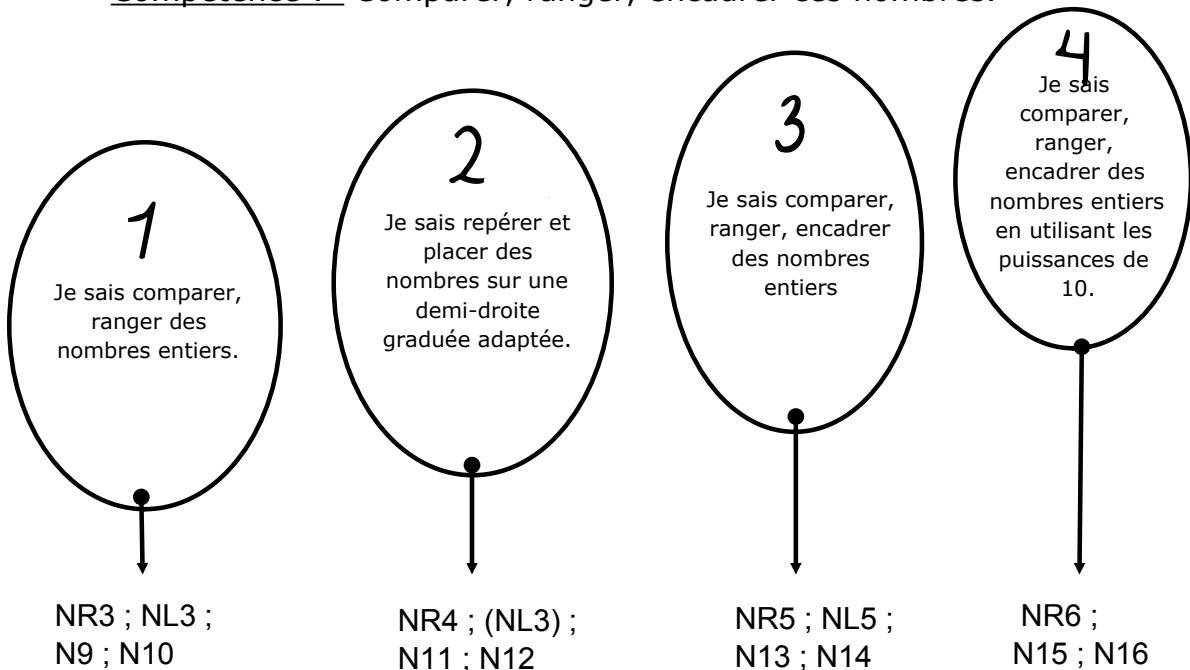 Compétence : Comparer, ranger, encadrer ces nombres.
1
Je sais comparer,
ranger des
nombres entiers.
NR3 ; NL3 ;
N9 ; N10
2
Je sais repérer et
placer des
nombres sur une
demi-droite
graduée adaptée.
NR4 ; (NL3) ;
N11 ; N12
3
Je sais comparer,
ranger, encadrer
des nombres
entiers
NR5 ; NL5 ;
N13 ; N14
4
Je sais
comparer,
ranger,
encadrer des
nombres entiers
en utilisant les
puissances de
10.
NR6 ;
N15 ; N16